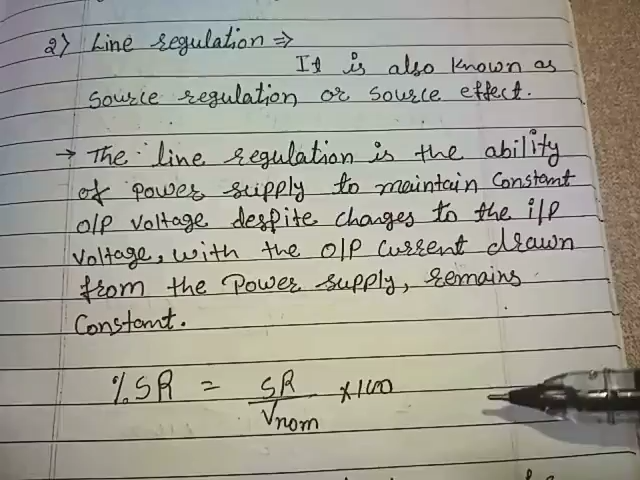 2) Line regulation ⇒
It is also known as
source regulation or source effect.
→ The line regulation is the ability
of power supply to maintain constant
O/P voltage despite changes to the i/p
voltage, with the O/P current drawn
from the power supply, remains
constant.
% SR = SR / Vnom × 100